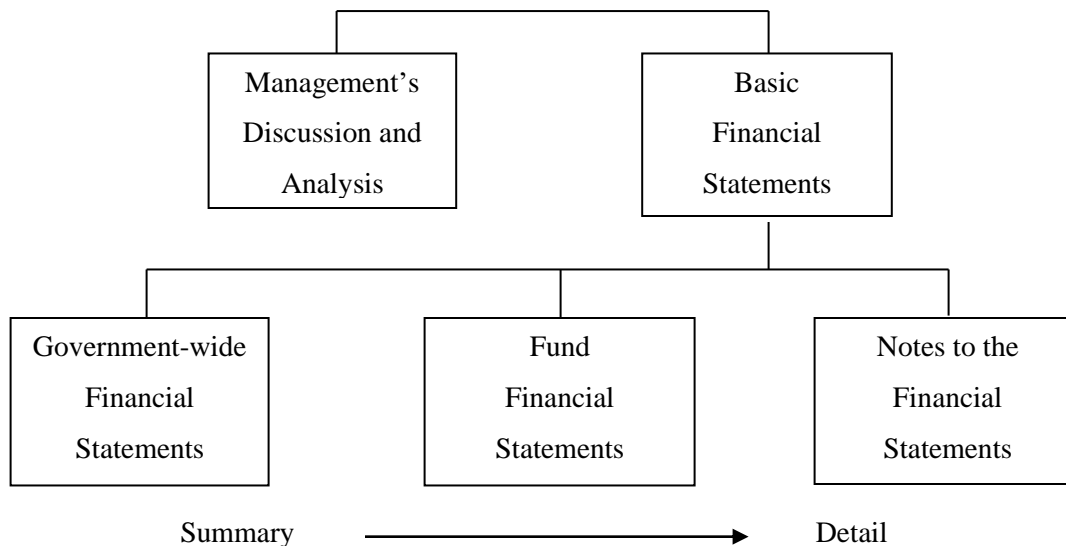 Management’s
Discussion and
Analysis
Basic
Financial
Statements
Government-wide
Financial
Statements
Fund
Financial
Statements
Notes to the
Financial
Statements
Summary
Detail